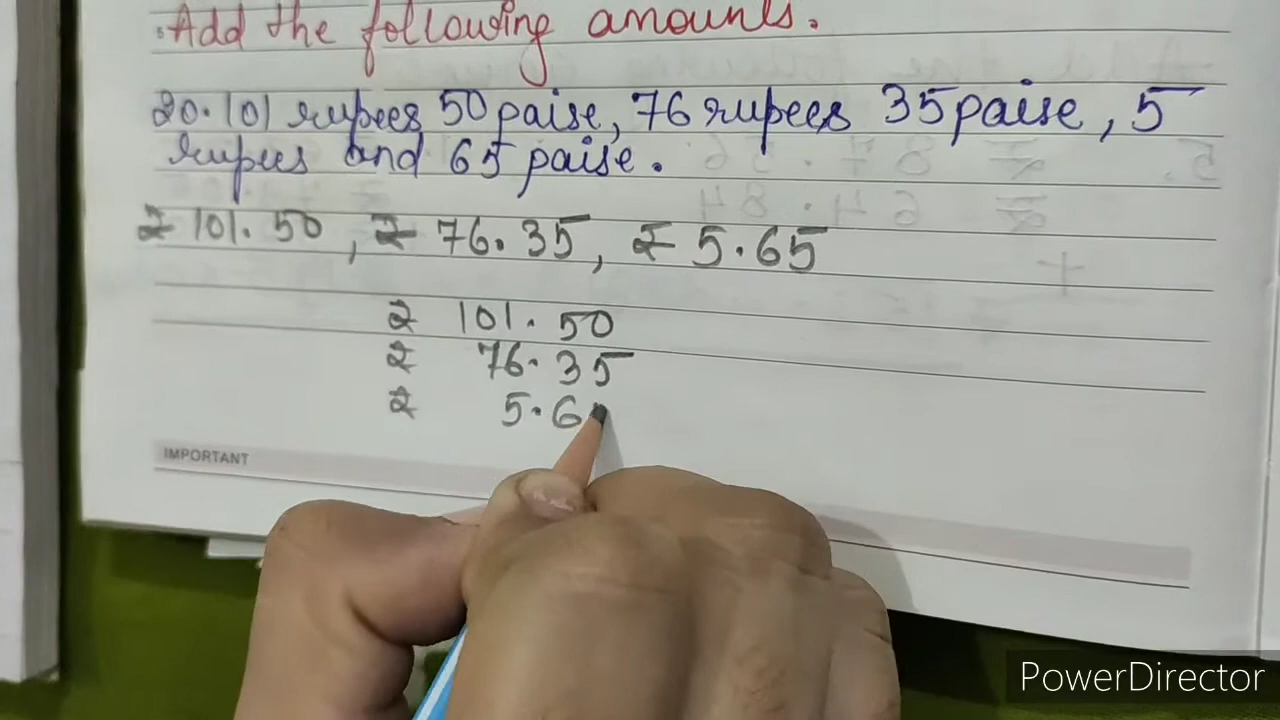 Add the following amounts.
20. 101 rupees 50 paise, 76 rupees 35 paise, 5
rupees and 65 paise.
₹ 101.50, ₹ 76.35, ₹ 5.65
₹ 101.50
₹ 76.35
₹ 5.6
IMPORTANT
PowerDirector